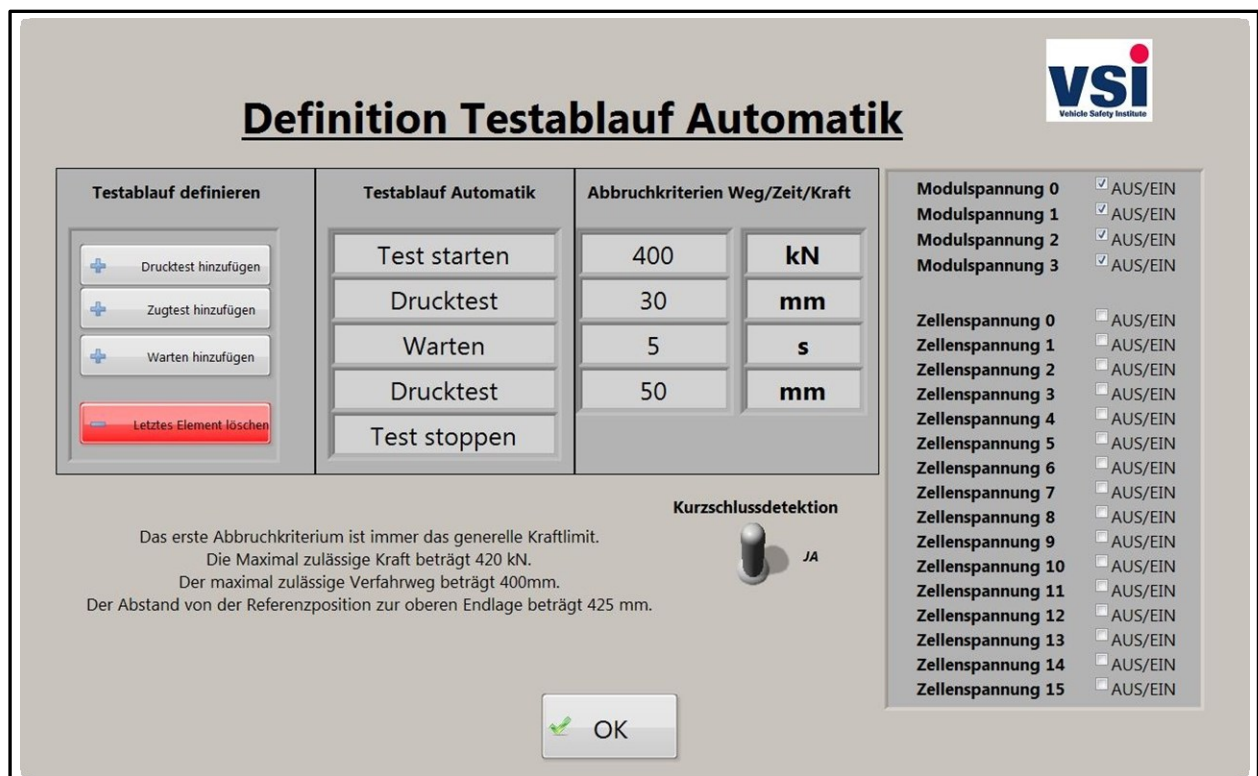 vsi
Vehicle Safety Institute
Definition Testablauf Automatik
Testablauf definieren
Drucktest hinzufügen
Zugtest hinzufügen
Warten hinzufügen
Letztes Element löschen
Testablauf Automatik
Abbruchkriterien Weg/Zeit/Kraft
Test starten 400 kN
Drucktest 30 mm
Warten 5 s
Drucktest 50 mm
Test stoppen
Das erste Abbruchkriterium ist immer das generelle Kraftlimit.
Die Maximal zulässige Kraft beträgt 420 kN.
Der maximal zulässige Verfahrweg beträgt 400mm.
Der Abstand von der Referenzposition zur oberen Endlage beträgt 425 mm.
Kurzschlussdetektion
JA
OK
Modulspannung 0 AUS/EIN
Modulspannung 1 AUS/EIN
Modulspannung 2 AUS/EIN
Modulspannung 3 AUS/EIN
Zellenspannung 0 AUS/EIN
Zellenspannung 1 AUS/EIN
Zellenspannung 2 AUS/EIN
Zellenspannung 3 AUS/EIN
Zellenspannung 4 AUS/EIN
Zellenspannung 5 AUS/EIN
Zellenspannung 6 AUS/EIN
Zellenspannung 7 AUS/EIN
Zellenspannung 8 AUS/EIN
Zellenspannung 9 AUS/EIN
Zellenspannung 10 AUS/EIN
Zellenspannung 11 AUS/EIN
Zellenspannung 12 AUS/EIN
Zellenspannung 13 AUS/EIN
Zellenspannung 14 AUS/EIN
Zellenspannung 15 AUS/EIN